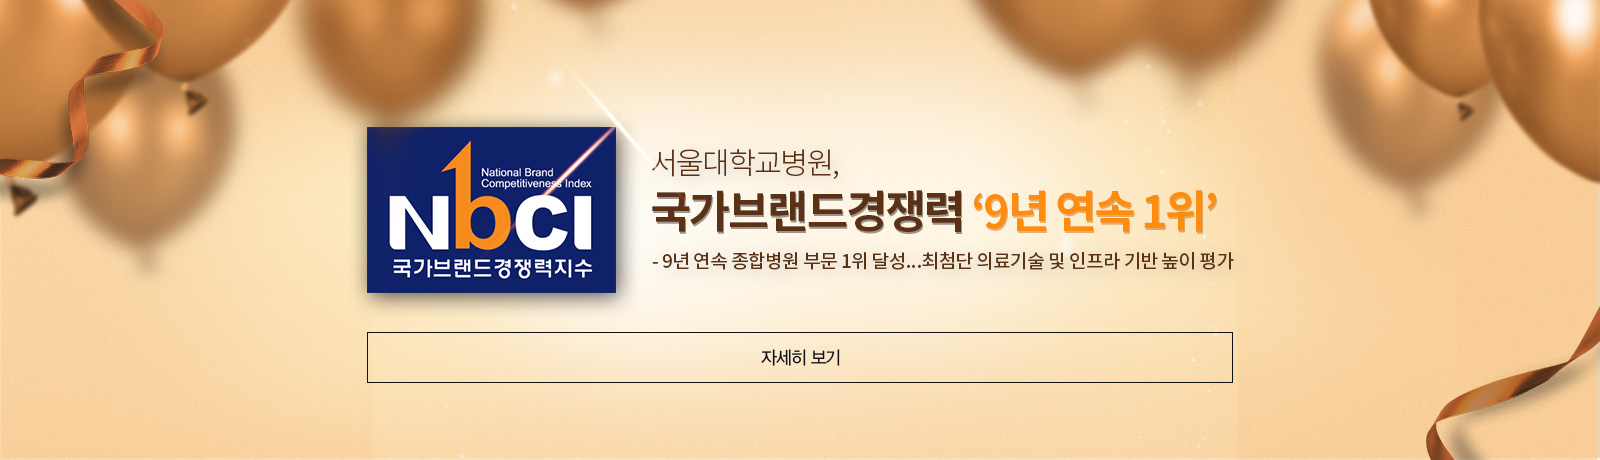 National Brand
Competitiveness Index
NbCI
국가브랜드경쟁력지수
서울대학교병원,
국가브랜드경쟁력 ‘9년 연속 1위’
- 9년 연속 종합병원 부문 1위 달성...최첨단 의료기술 및 인프라 기반 높이 평가
자세히 보기